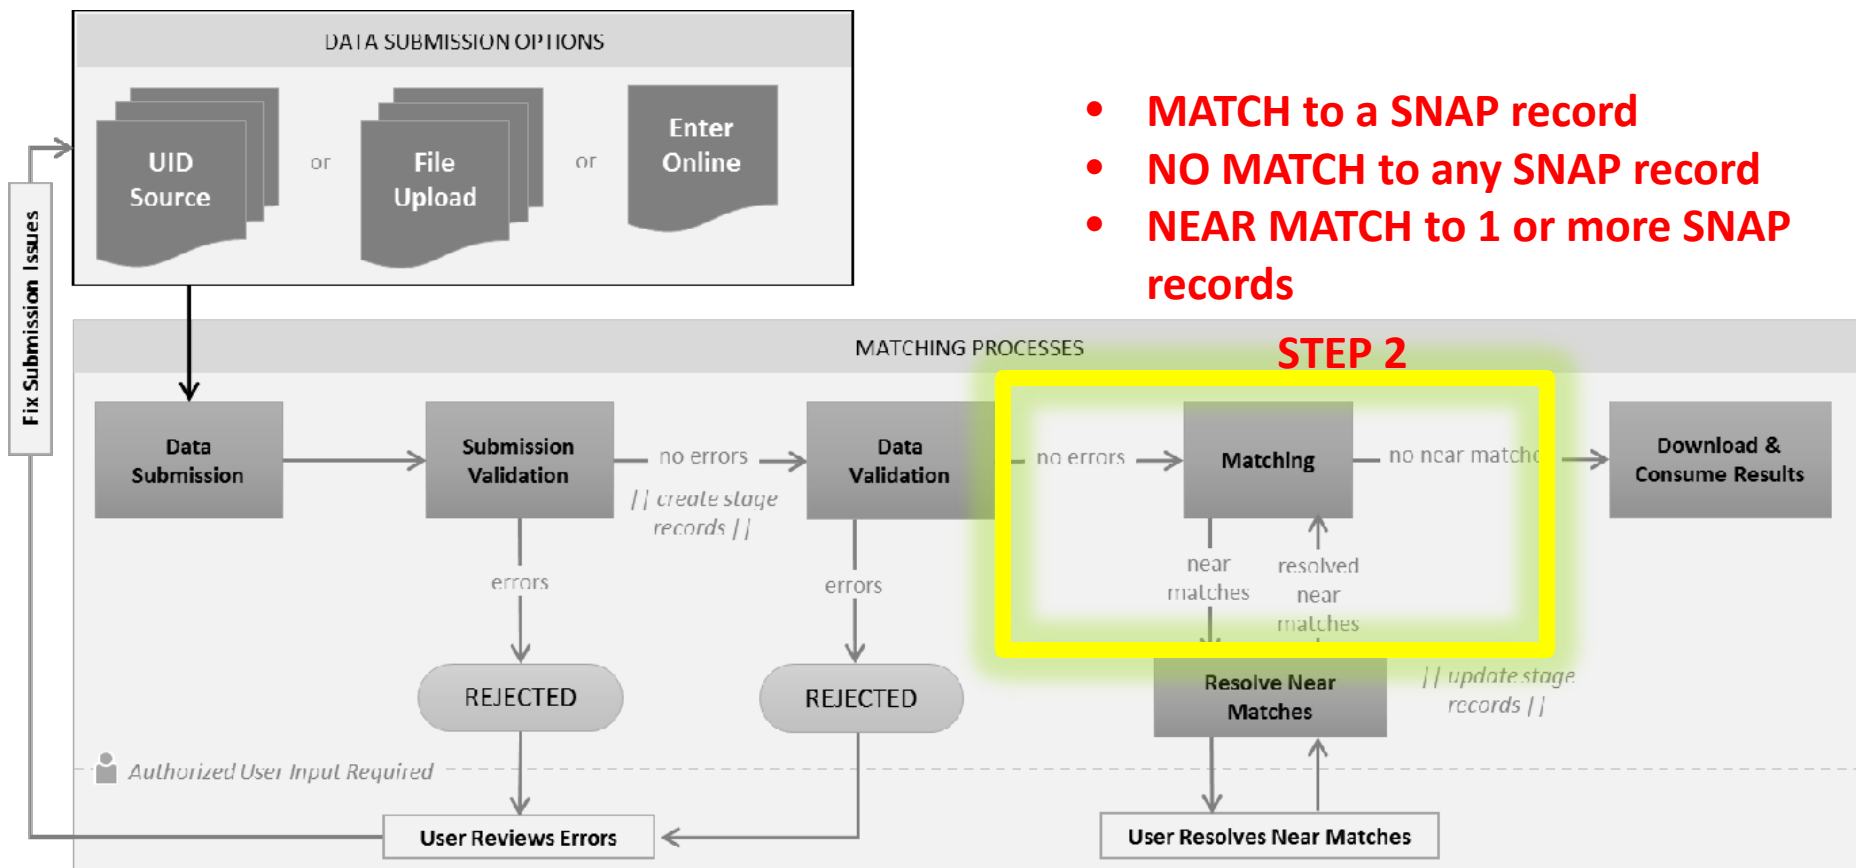 DATA SUBMISSION OPTIONS
UID
Source
or
File
Upload
or
Enter
Online
• MATCH to a SNAP record
• NO MATCH to any SNAP record
• NEAR MATCH to 1 or more SNAP
records
Fix Submission Issues
MATCHING PROCESSES
STEP 2
Data
Submission
Submission
Validation
no errors
|| create stage
records ||
Data
Validation
no errors
Matching
no near matche
Download &
Consume Results
errors
errors
near
matches
resolved
near
matches
REJECTED
REJECTED
Resolve Near
Matches
|| update stage
records ||
Authorized User Input Required
User Reviews Errors
User Resolves Near Matches